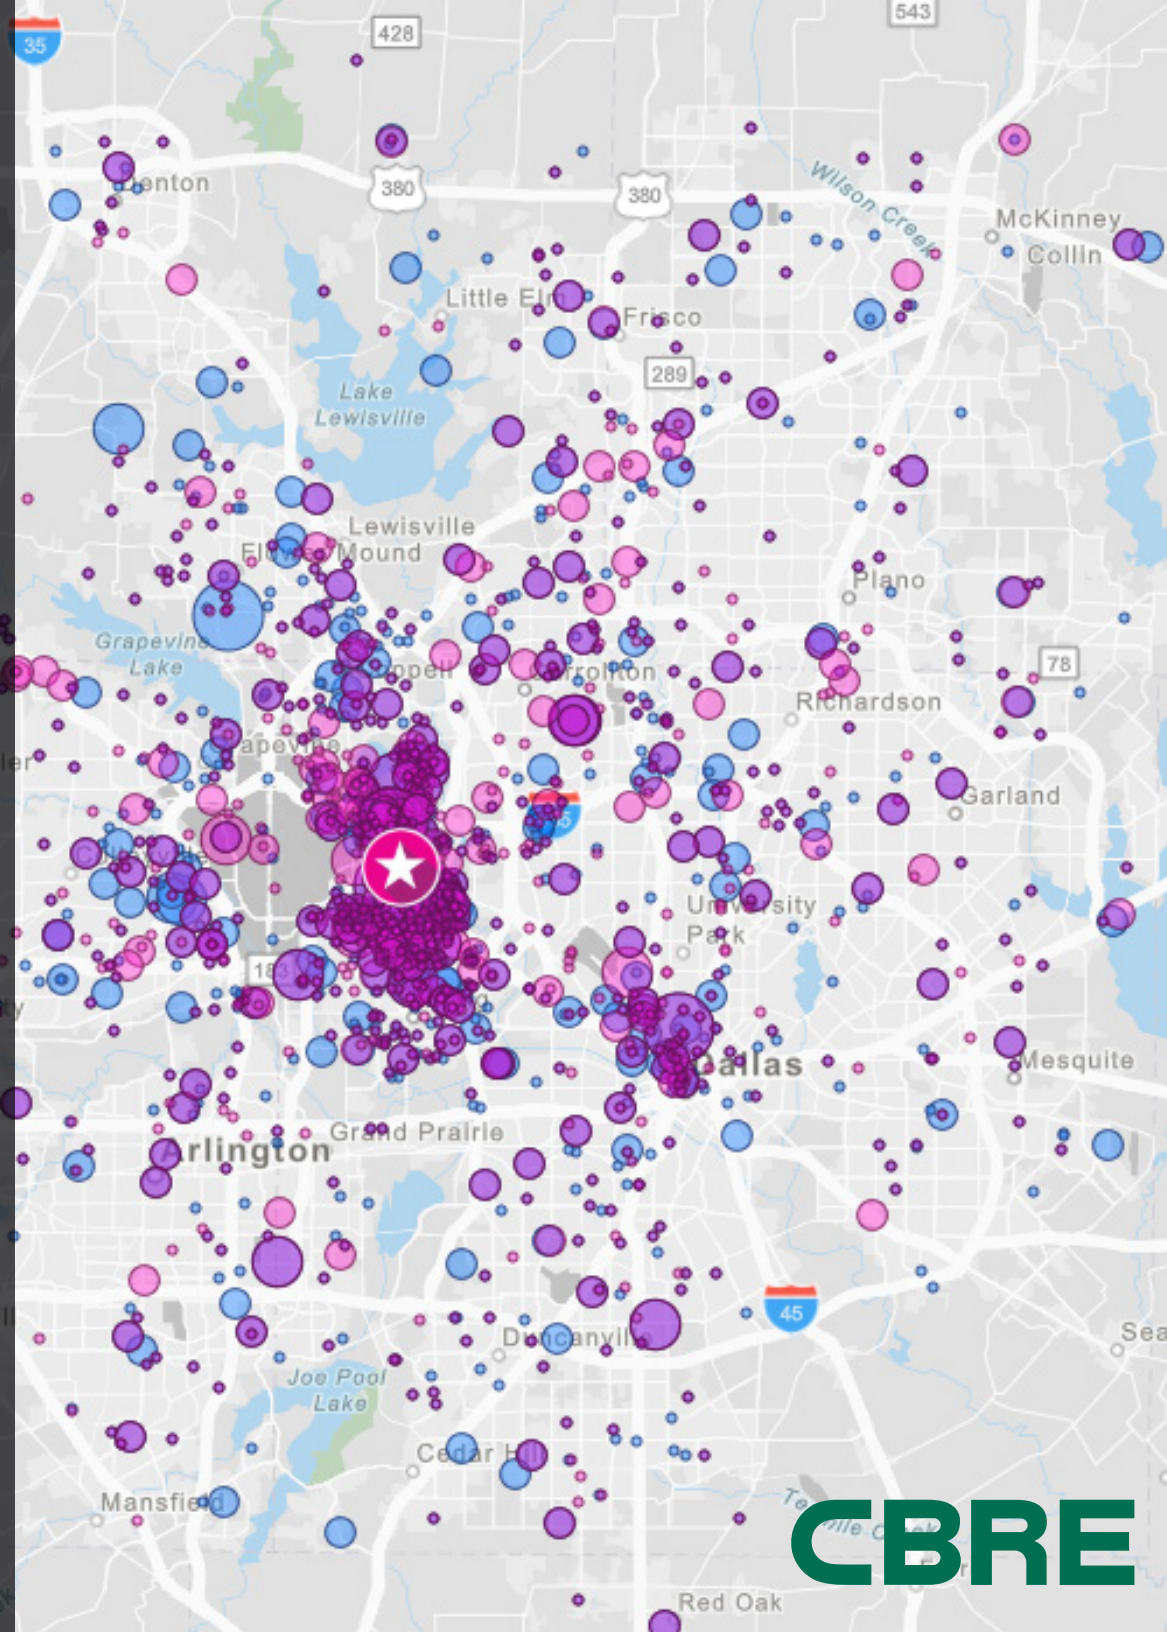 543
428
35
380
380
Denton
Wilson Creek
McKinney
Collin
Little Elm
Frisco
289
Lake
Lewisville
Lewisville
Flower Mound
Plano
Grapevine
Lake
Coppell
Carrollton
78
Richardson
Grapevine
Garland
35
University
Park
183
Dallas
Mesquite
Grand Prairie
Arlington
45
Duncanville
Sea
Joe Pool
Lake
Cedar Hill
Mansfield
CBRE
Red Oak